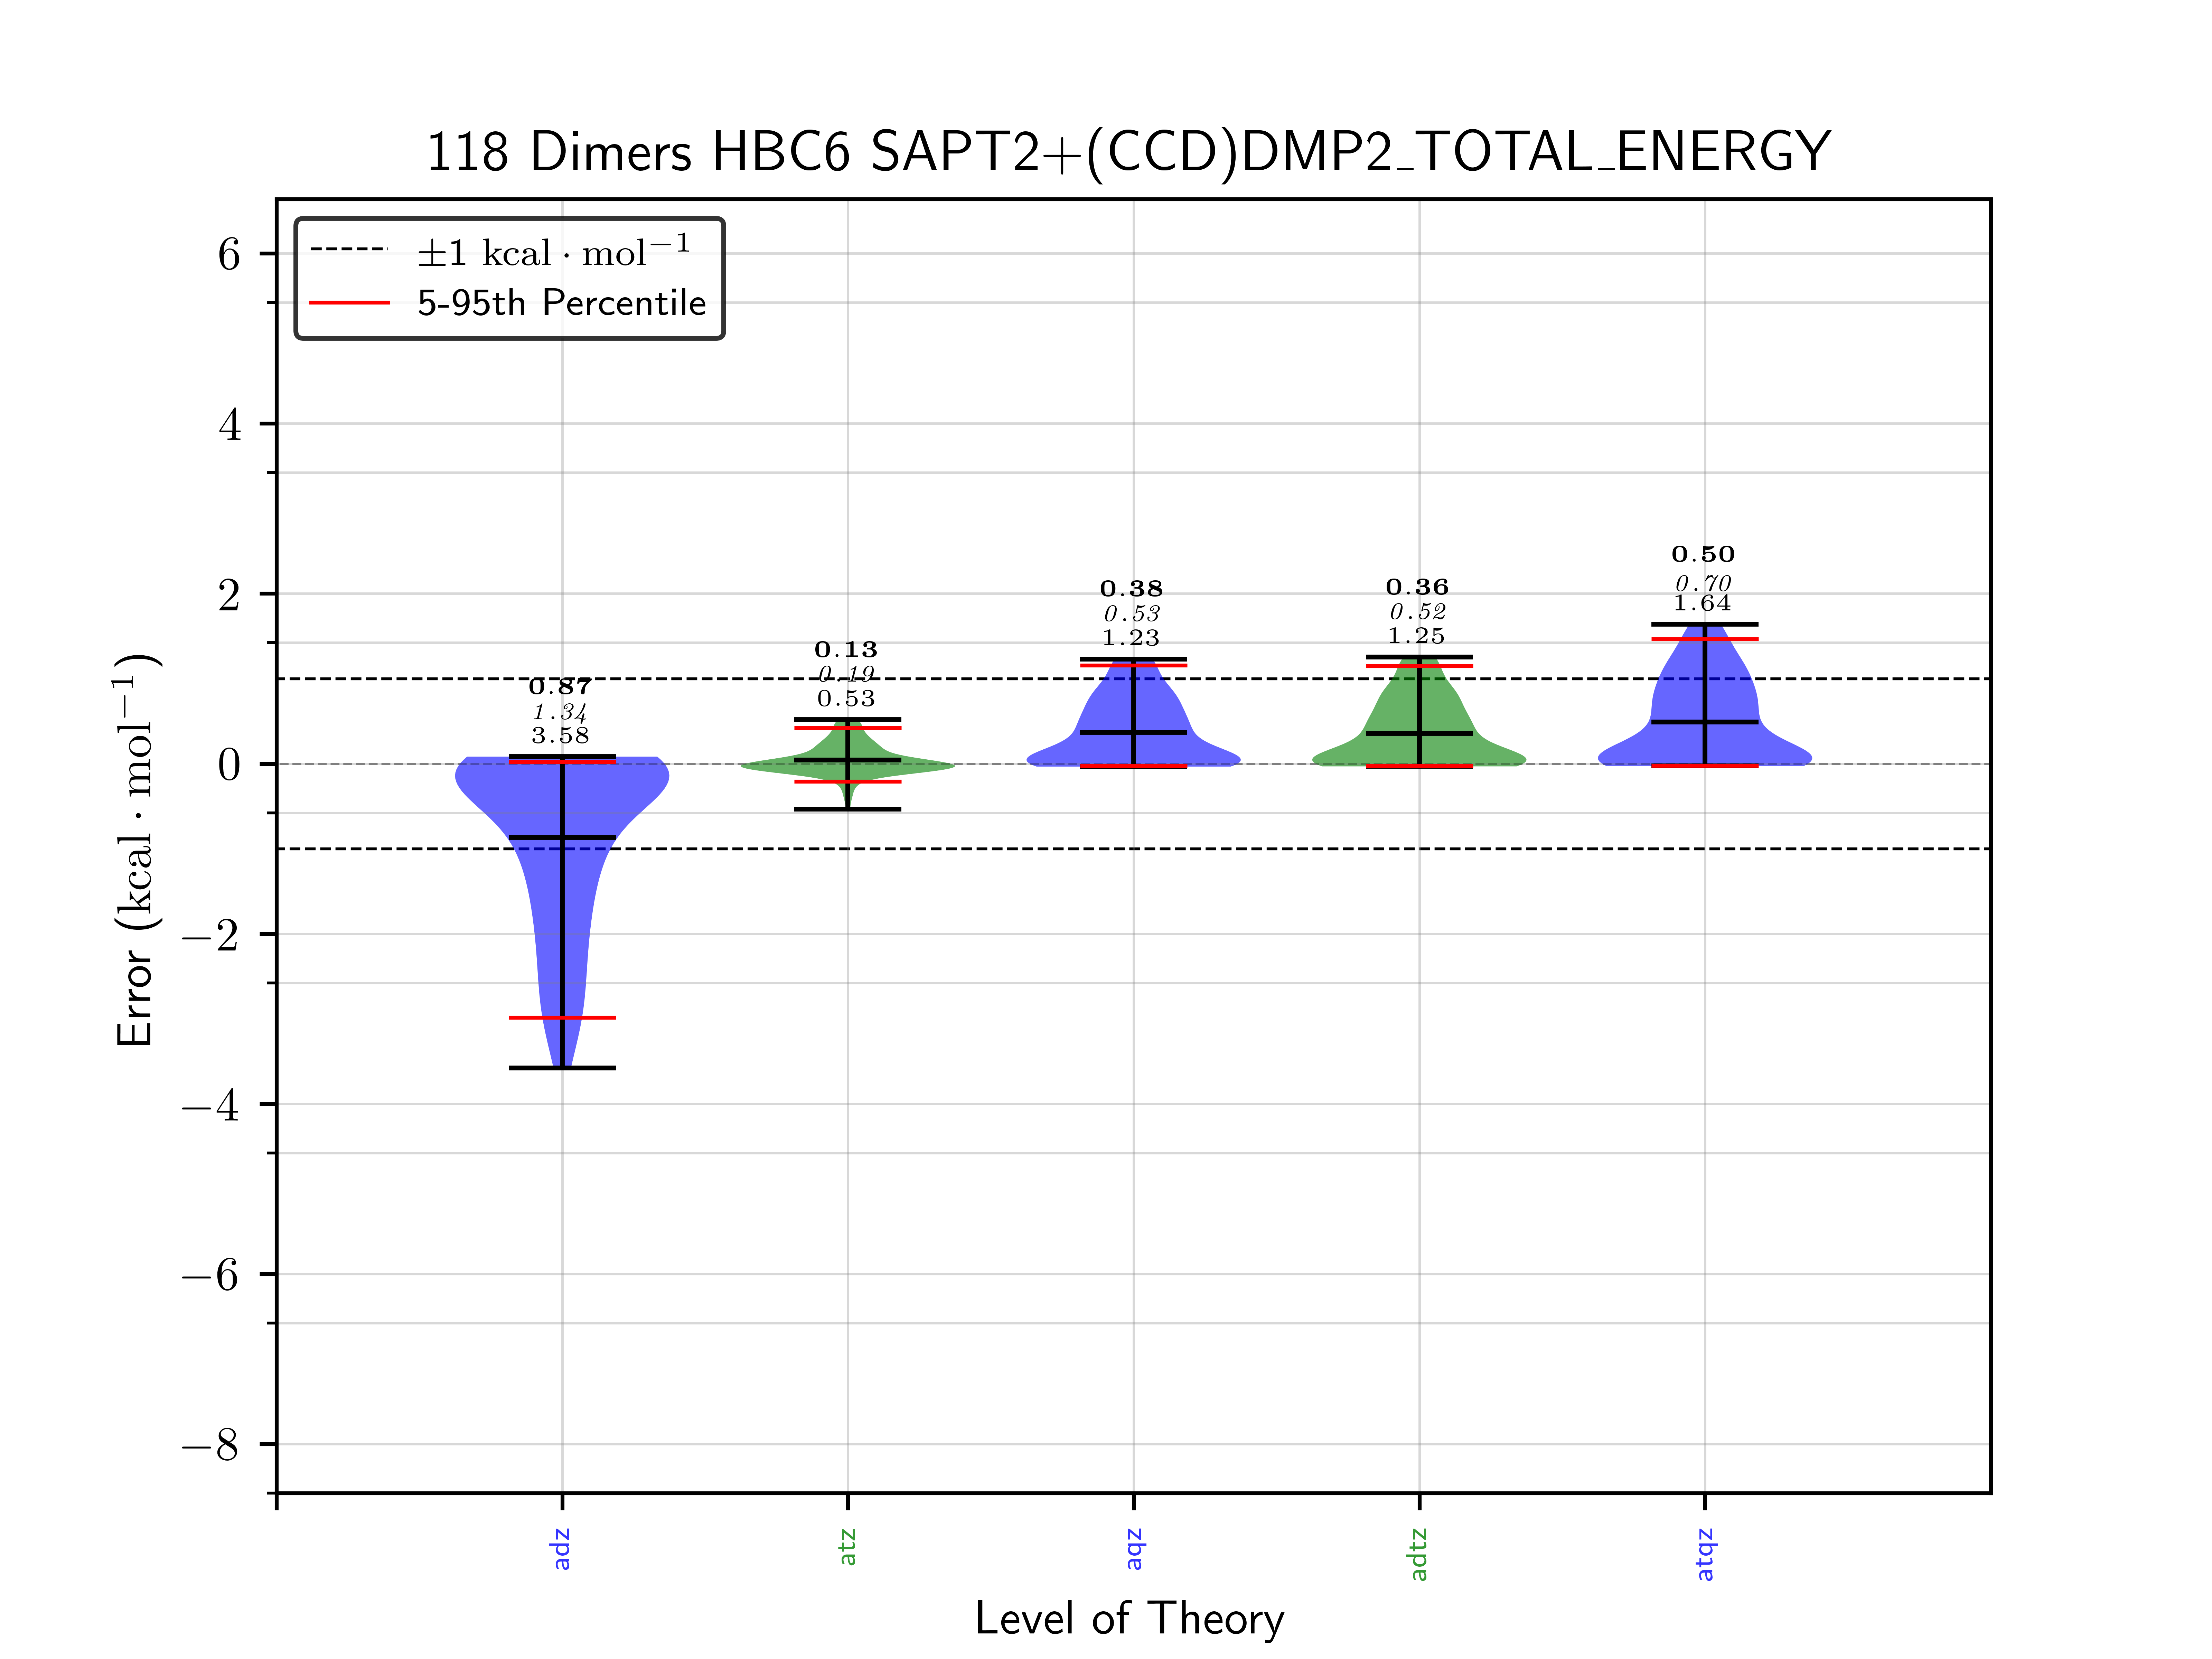 118 Dimers HBC6 SAPT2+(CCD)DMP2_TOTAL_ENERGY
±1 kcal · mol⁻¹
5-95th Percentile
Error (kcal · mol⁻¹)
6
4
2
0
−2
−4
−6
−8
0.87
1.34
3.58
0.13
0.19
0.53
0.38
0.53
1.23
0.36
0.52
1.25
0.50
0.70
1.64
adz
atz
aqz
adtz
atqz
Level of Theory